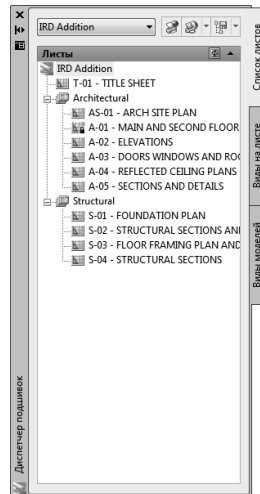 IRD Addition
Листы
IRD Addition
T-01 - TITLE SHEET
Architectural
AS-01 - ARCH SITE PLAN
A-01 - MAIN AND SECOND FLOOR
A-02 - ELEVATIONS
A-03 - DOORS WINDOWS AND ROO
A-04 - REFLECTED CEILING PLANS
A-05 - SECTIONS AND DETAILS
Structural
S-01 - FOUNDATION PLAN
S-02 - STRUCTURAL SECTIONS AN
S-03 - FLOOR FRAMING PLAN AND
S-04 - STRUCTURAL SECTIONS
Список листов
Виды на листе
Виды моделей
Диспетчер подшивок